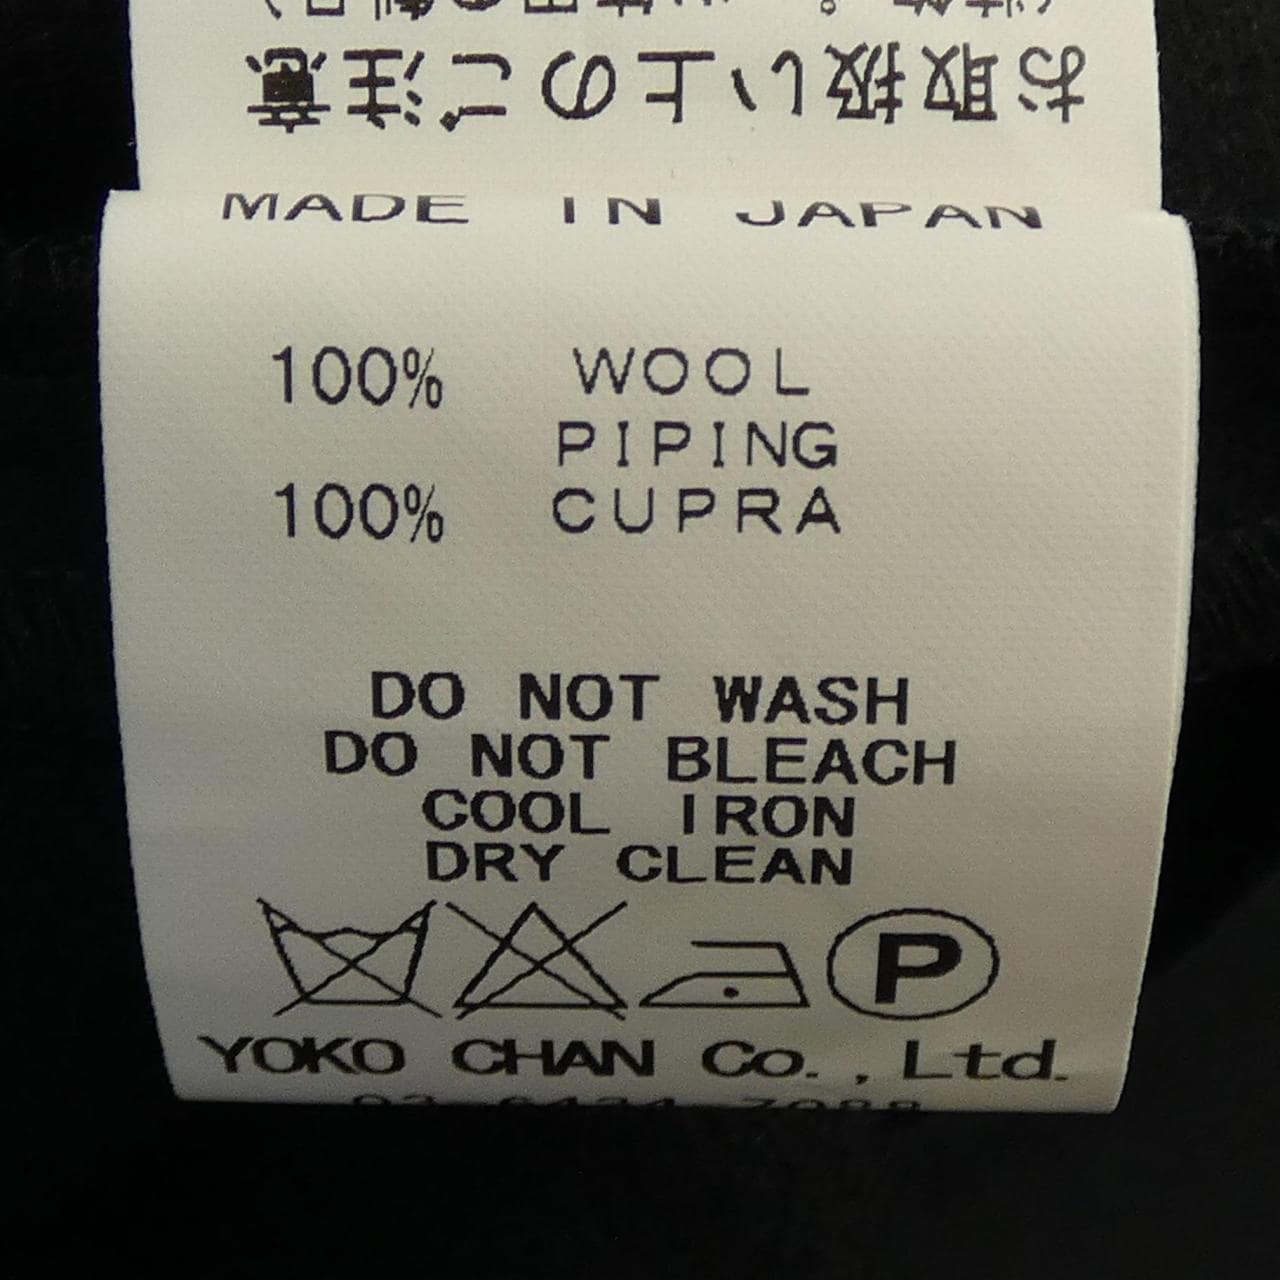 お取扱い上のご注意
MADE IN JAPAN
100% WOOL
PIPING
100% CUPRA
DO NOT WASH
DO NOT BLEACH
COOL IRON
DRY CLEAN
P
YOKO CHAN Co.,Ltd.